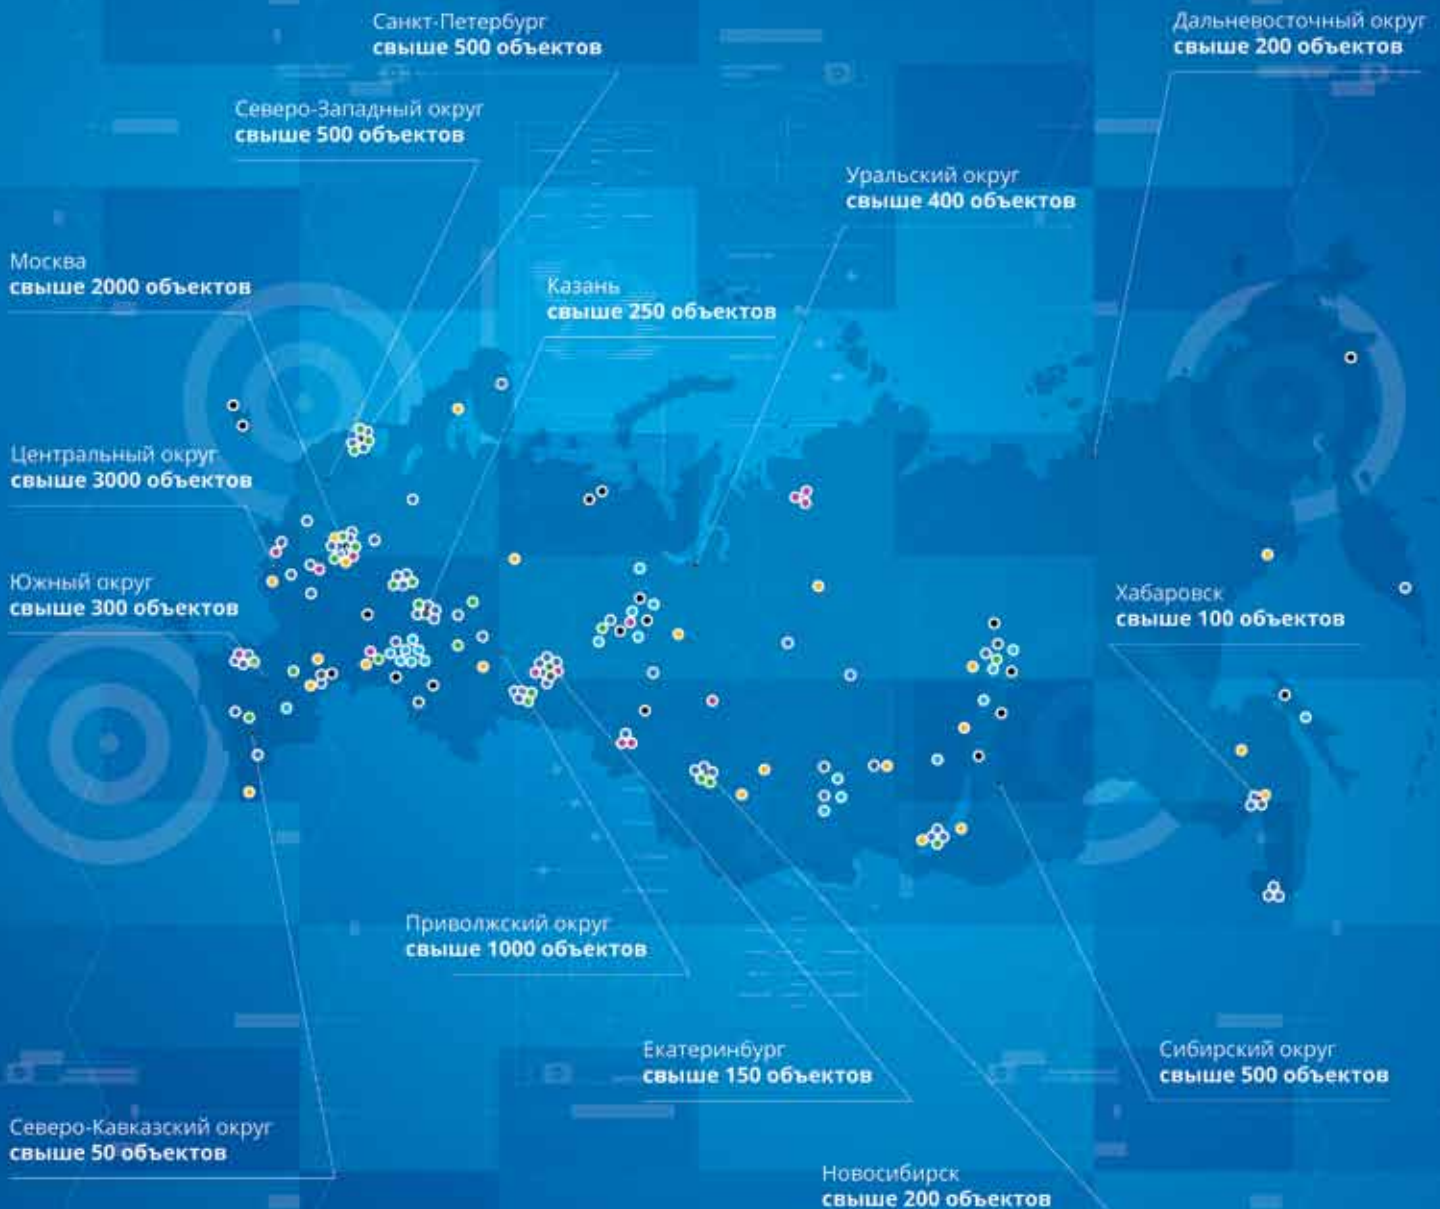 Санкт-Петербург
свыше 500 объектов
Дальневосточный округ
свыше 200 объектов
Северо-Западный округ
свыше 500 объектов
Уральский округ
свыше 400 объектов
Москва
свыше 2000 объектов
Казань
свыше 250 объектов
Центральный округ
свыше 3000 объектов
Южный округ
свыше 300 объектов
Хабаровск
свыше 100 объектов
Приволжский округ
свыше 1000 объектов
Екатеринбург
свыше 150 объектов
Сибирский округ
свыше 500 объектов
Северо-Кавказский округ
свыше 50 объектов
Новосибирск
свыше 200 объектов